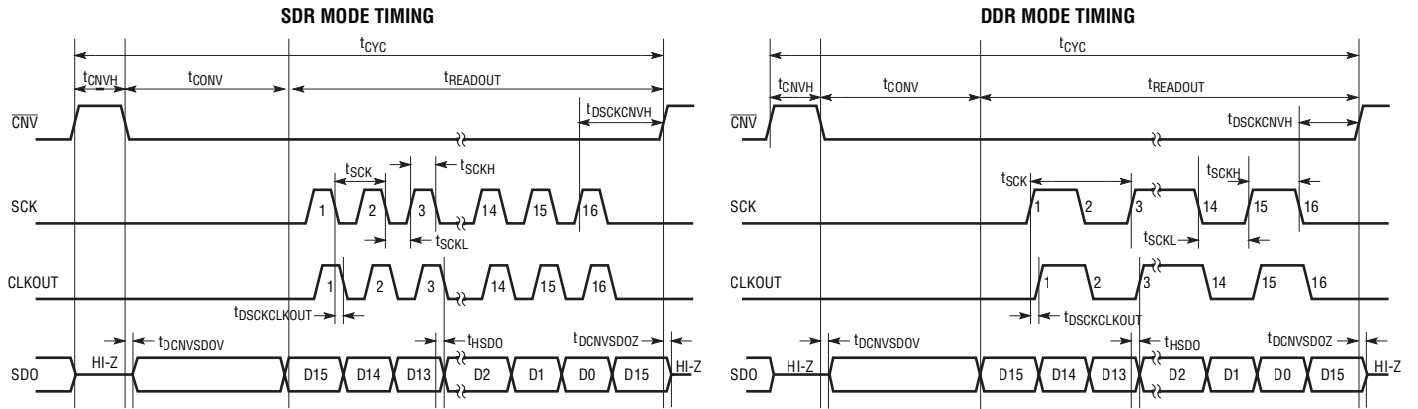 SDR MODE TIMING
tCYC
tCNVH
tCONV
tREADOUT
tDSCKCNVH
CNV
tSCK
tSCKH
SCK
1 2 3 14 15 16
tSCKL
CLKOUT
1 2 3 14 15 16
tDSCKCLKOUT
tDCNVSDOV
tHSDO
tDCNVSDOZ
SDO
HI-Z
D15 D14 D13 D2 D1 D0 D15
HI-Z
DDR MODE TIMING
tCYC
tCNVH
tCONV
tREADOUT
tDSCKCNVH
CNV
tSCK
tSCKH
SCK
1 2 3 14 15 16
tSCKL
CLKOUT
1 2 3 14 15 16
tDSCKCLKOUT
tDCNVSDOV
tHSDO
tDCNVSDOZ
SDO
HI-Z
D15 D14 D13 D2 D1 D0 D15
HI-Z